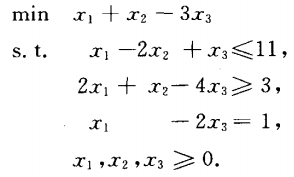 min x₁ + x₂ − 3x₃
s. t. x₁ −2x₂ + x₃⩽11,
2x₁ + x₂− 4x₃⩾ 3,
x₁ − 2x₃ = 1,
x₁ ,x₂ ,x₃ ⩾ 0.